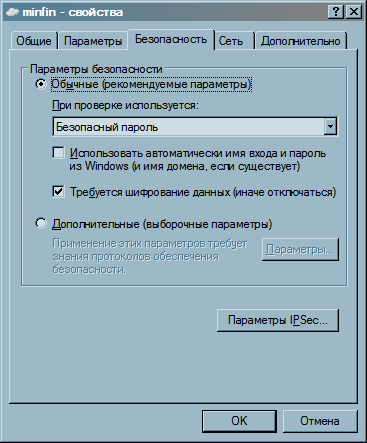 minfin - свойства
Общие
Параметры
Безопасность
Сеть
Дополнительно
Параметры безопасности
Обычные (рекомендуемые параметры)
При проверке используется:
Безопасный пароль
Использовать автоматически имя входа и пароль
из Windows (и имя домена, если существует)
Требуется шифрование данных (иначе отключаться)
Дополнительные (выборочные параметры)
Применение этих параметров требует
знания протоколов обеспечения
безопасности.
Параметры...
Параметры IPSec...
OK
Отмена